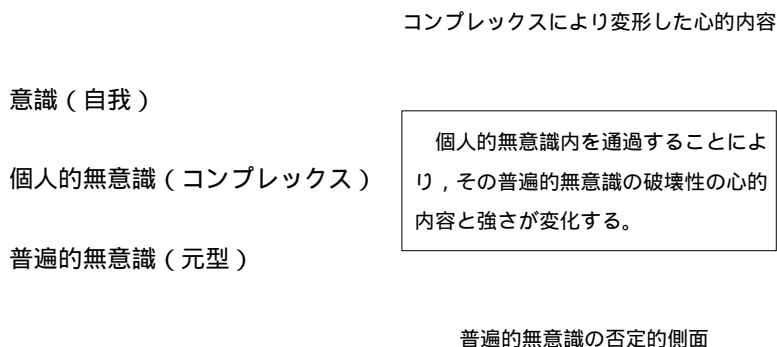 コンプレックスにより変形した心的内容
意識（自我）
個人的無意識内を通過することによ
り，その普遍的無意識の破壊性の心的
内容と強さが変化する。
個人的無意識（コンプレックス）
普遍的無意識（元型）
普遍的無意識の否定的側面